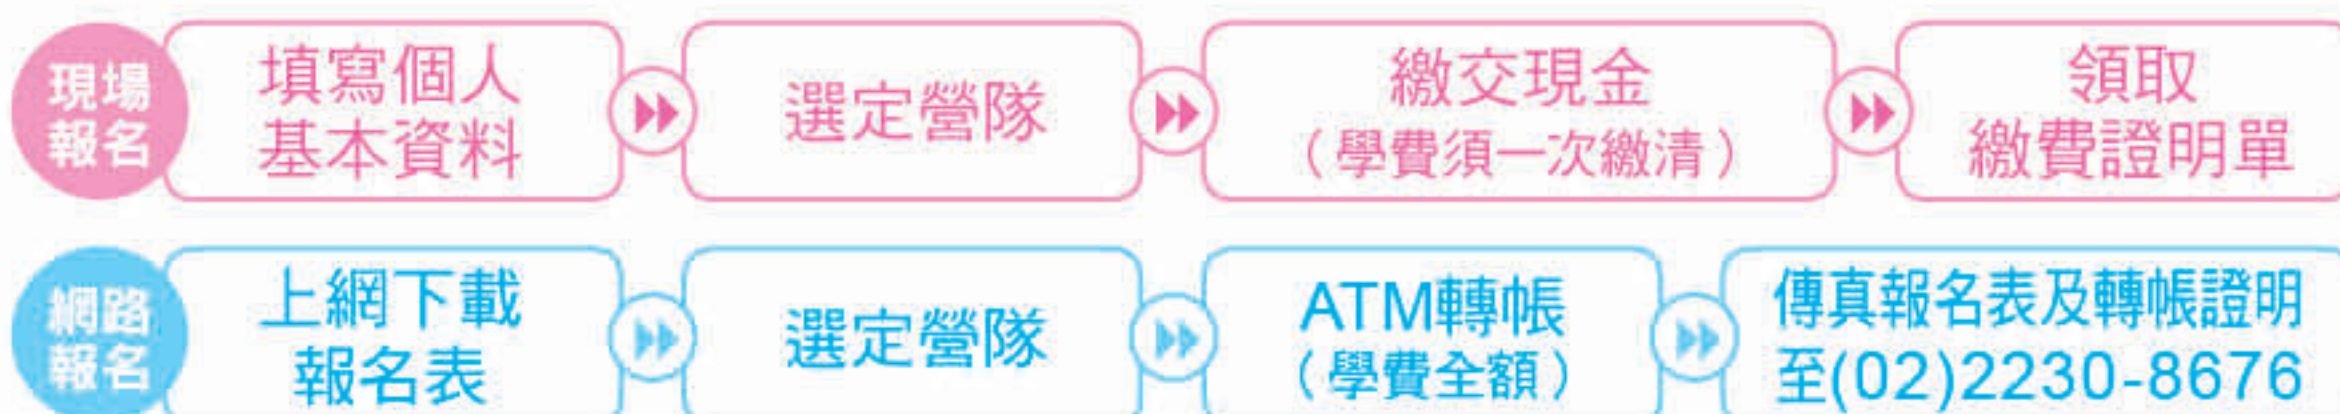 現場
報名
填寫個人
基本資料
選定營隊
繳交現金
(學費須一次繳清)
領取
繳費證明單
網路
報名
上網下載
報名表
選定營隊
ATM轉帳
(學費全額)
傳真報名表及轉帳證明
至(02)2230-8676